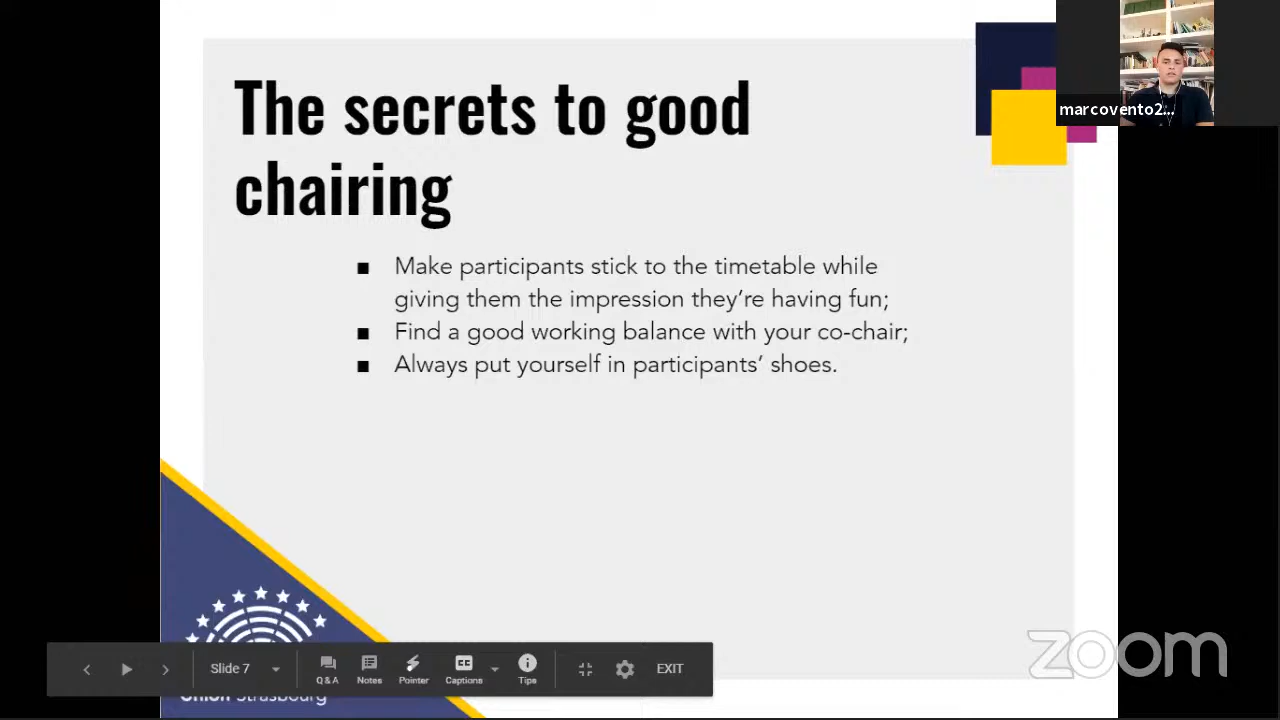 The secrets to good
chairing
marcovento2...
■ Make participants stick to the timetable while
giving them the impression they’re having fun;
■ Find a good working balance with your co-chair;
■ Always put yourself in participants’ shoes.
zoom
Slide 7
Q&A
Notes
Pointer
CC
Captions
Tips
EXIT
Union Strasbourg